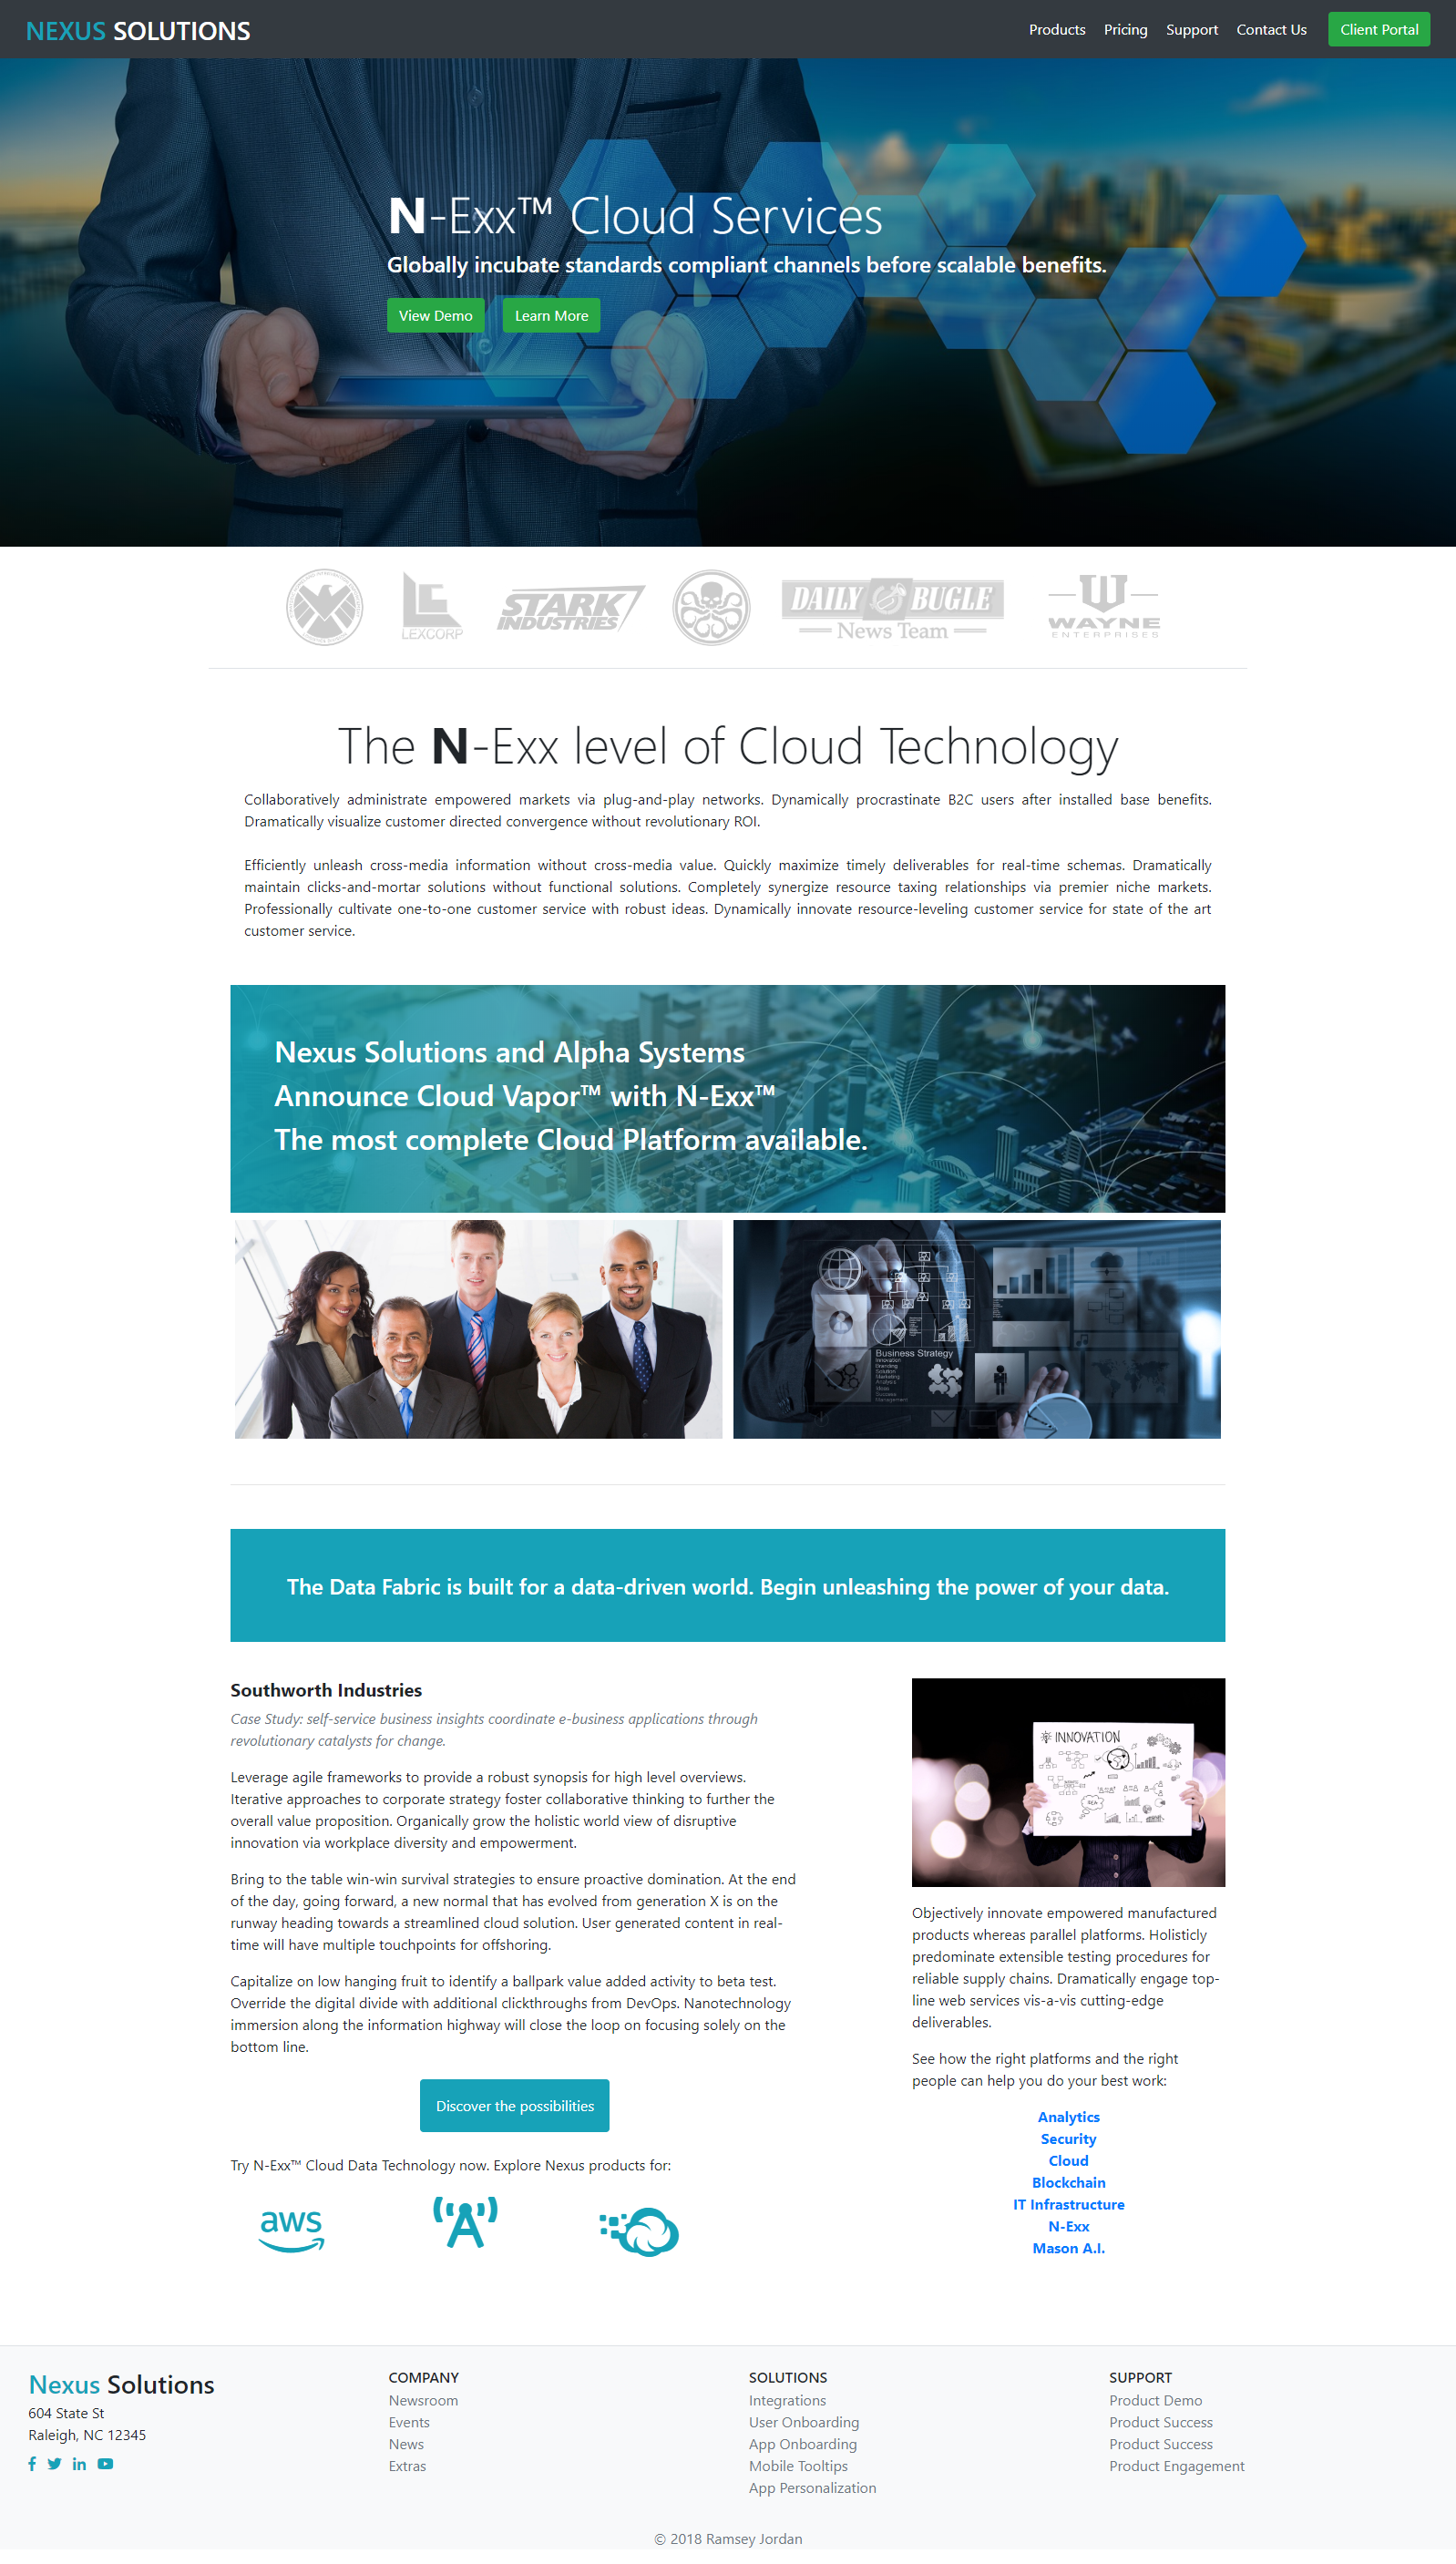 NEXUS SOLUTIONS
Products Pricing Support Contact Us Client Portal
N-Exx™ Cloud Services
Globally incubate standards compliant channels before scalable benefits.
View Demo Learn More
LEXCORP
STARK
INDUSTRIES
DAILY BUGLE
News Team
WAYNE
ENTERPRISES
The N-Exx level of Cloud Technology
Collaboratively administrate empowered markets via plug-and-play networks. Dynamically procrastinate B2C users after installed base benefits.
Dramatically visualize customer directed convergence without revolutionary ROI.
Efficiently unleash cross-media information without cross-media value. Quickly maximize timely deliverables for real-time schemas. Dramatically
maintain clicks-and-mortar solutions without functional solutions. Completely synergize resource taxing relationships via premier niche markets.
Professionally cultivate one-to-one customer service with robust ideas. Dynamically innovate resource-leveling customer service for state of the art
customer service.
Nexus Solutions and Alpha Systems
Announce Cloud Vapor™ with N-Exx™
The most complete Cloud Platform available.
Business Strategy
Innovation
Branding
Solution
Marketing
Analysis
Ideas
Success
Management
The Data Fabric is built for a data-driven world. Begin unleashing the power of your data.
Southworth Industries
Case Study: self-service business insights coordinate e-business applications through
revolutionary catalysts for change.
Leverage agile frameworks to provide a robust synopsis for high level overviews.
Iterative approaches to corporate strategy foster collaborative thinking to further the
overall value proposition. Organically grow the holistic world view of disruptive
innovation via workplace diversity and empowerment.
Bring to the table win-win survival strategies to ensure proactive domination. At the end
of the day, going forward, a new normal that has evolved from generation X is on the
runway heading towards a streamlined cloud solution. User generated content in real-
time will have multiple touchpoints for offshoring.
Capitalize on low hanging fruit to identify a ballpark value added activity to beta test.
Override the digital divide with additional clickthroughs from DevOps. Nanotechnology
immersion along the information highway will close the loop on focusing solely on the
bottom line.
Discover the possibilities
Try N-Exx™ Cloud Data Technology now. Explore Nexus products for:
aws
INNOVATION
IDEA
Objectively innovate empowered manufactured
products whereas parallel platforms. Holisticly
predominate extensible testing procedures for
reliable supply chains. Dramatically engage top-
line web services vis-a-vis cutting-edge
deliverables.
See how the right platforms and the right
people can help you do your best work:
Analytics
Security
Cloud
Blockchain
IT Infrastructure
N-Exx
Mason A.I.
Nexus Solutions
604 State St
Raleigh, NC 12345
COMPANY
Newsroom
Events
News
Extras
SOLUTIONS
Integrations
User Onboarding
App Onboarding
Mobile Tooltips
App Personalization
SUPPORT
Product Demo
Product Success
Product Success
Product Engagement
© 2018 Ramsey Jordan